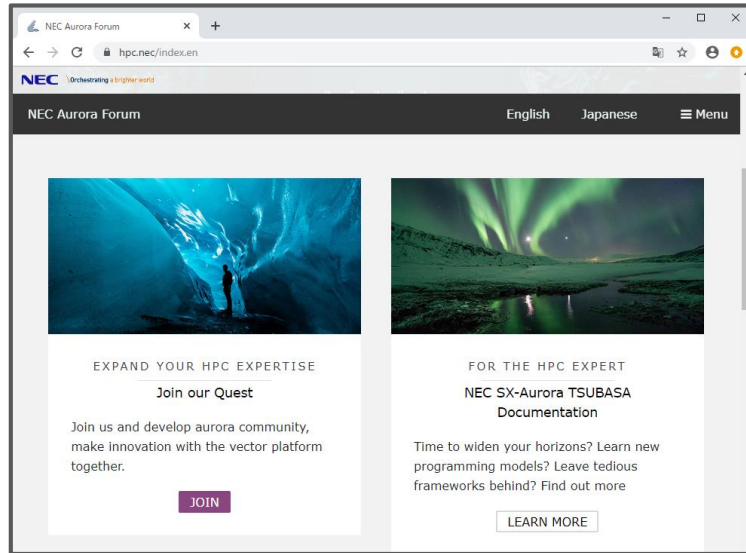 NEC Aurora Forum
hpc.nec/index.en
NEC \Orchestrating a brighter world
NEC Aurora Forum English Japanese Menu
EXPAND YOUR HPC EXPERTISE
Join our Quest
Join us and develop aurora community,
make innovation with the vector platform
together.
JOIN
FOR THE HPC EXPERT
NEC SX-Aurora TSUBASA
Documentation
Time to widen your horizons? Learn new
programming models? Leave tedious
frameworks behind? Find out more
LEARN MORE